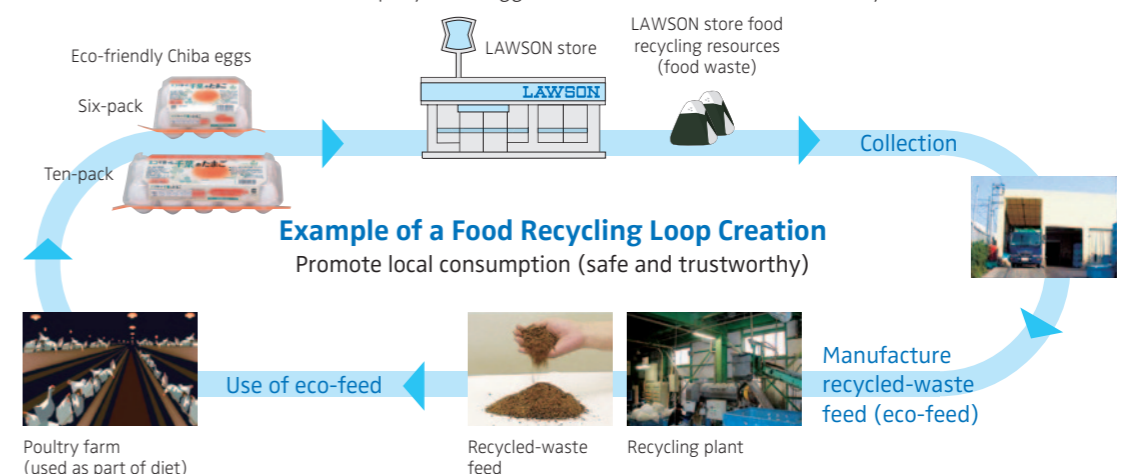 LAWSON store food
recycling resources
(food waste)
LAWSON store
Eco-friendly Chiba eggs
Six-pack
LAWSON
Ten-pack
Collection
Example of a Food Recycling Loop Creation
Promote local consumption (safe and trustworthy)
Use of eco-feed
Manufacture
recycled-waste
feed (eco-feed)
Poultry farm
(used as part of diet)
Recycled-waste
feed
Recycling plant